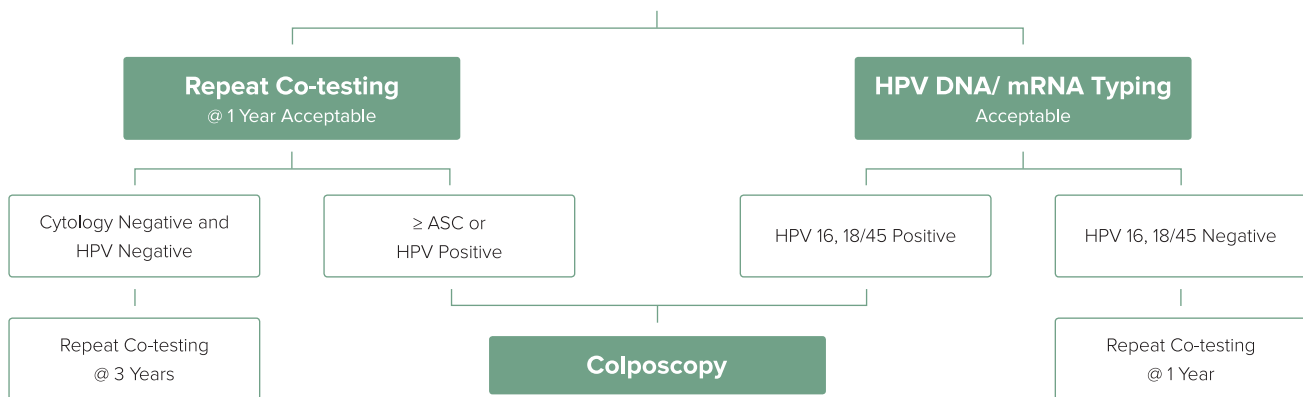 Repeat Co-testing
@ 1 Year Acceptable
HPV DNA/ mRNA Typing
Acceptable
Cytology Negative and
HPV Negative
≥ ASC or
HPV Positive
HPV 16, 18/45 Positive
HPV 16, 18/45 Negative
Repeat Co-testing
@ 3 Years
Colposcopy
Repeat Co-testing
@ 1 Year